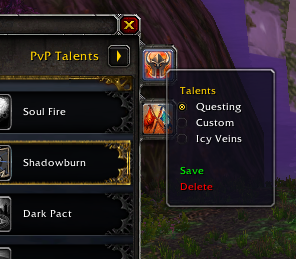 PvP Talents
Soul Fire
Shadowburn
Dark Pact
Talents
Questing
Custom
Icy Veins
Save
Delete